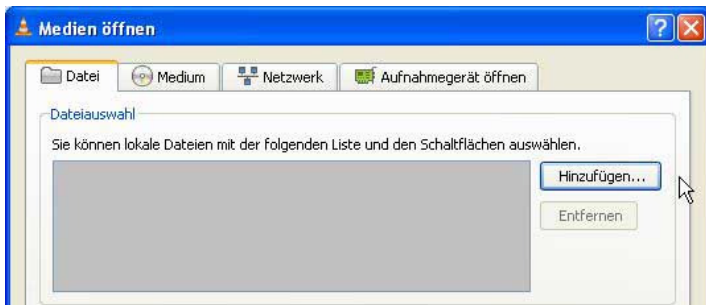 Medien öffnen
Datei Medium Netzwerk Aufnahmegerät öffnen
Dateiauswahl
Sie können lokale Dateien mit der folgenden Liste und den Schaltflächen auswählen.
Hinzufügen...
Entfernen